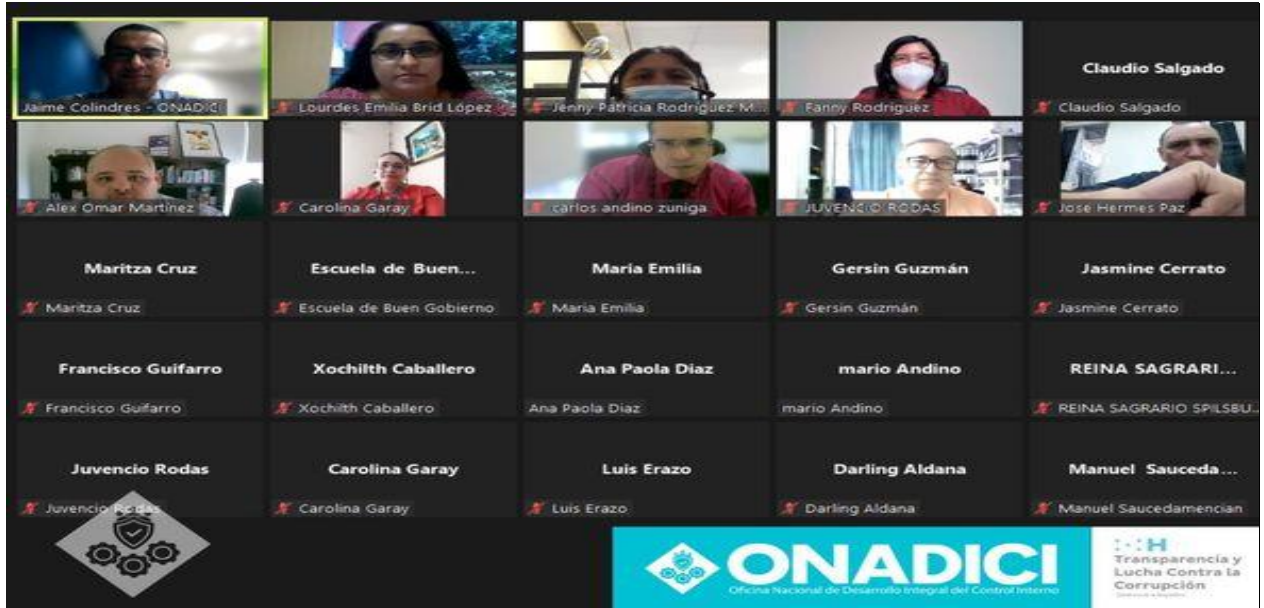 Jaime Colindres - ONADICI
Lourdes Emilia Brid López
Jenny Patricia Rodriguez M...
Fanny Rodriguez
Claudio Salgado
Claudio Salgado
Alex Omar Martinez
Carolina Garay
carlos andino zuniga
JUVENCIO RODAS
Jose Hermes Paz
Maritza Cruz
Escuela de Buen...
Maria Emilia
Gersin Guzmán
Jasmine Cerrato
Maritza Cruz
Escuela de Buen Gobierno
Maria Emilia
Gersin Guzmán
Jasmine Cerrato
Francisco Guifarro
Xochilth Caballero
Ana Paola Diaz
mario Andino
REINA SAGRARI...
Francisco Guifarro
Xochilth Caballero
Ana Paola Diaz
mario Andino
REINA SAGRARIO SPILSBU...
Juvencio Rodas
Carolina Garay
Luis Erazo
Darling Aldana
Manuel Sauceda...
Juvencio Rodas
Carolina Garay
Luis Erazo
Darling Aldana
Manuel Saucedamencian
ONADICI
Oficina Nacional de Desarrollo Integral del Control Interno
H
Transparencia y
Lucha Contra la
Corrupción